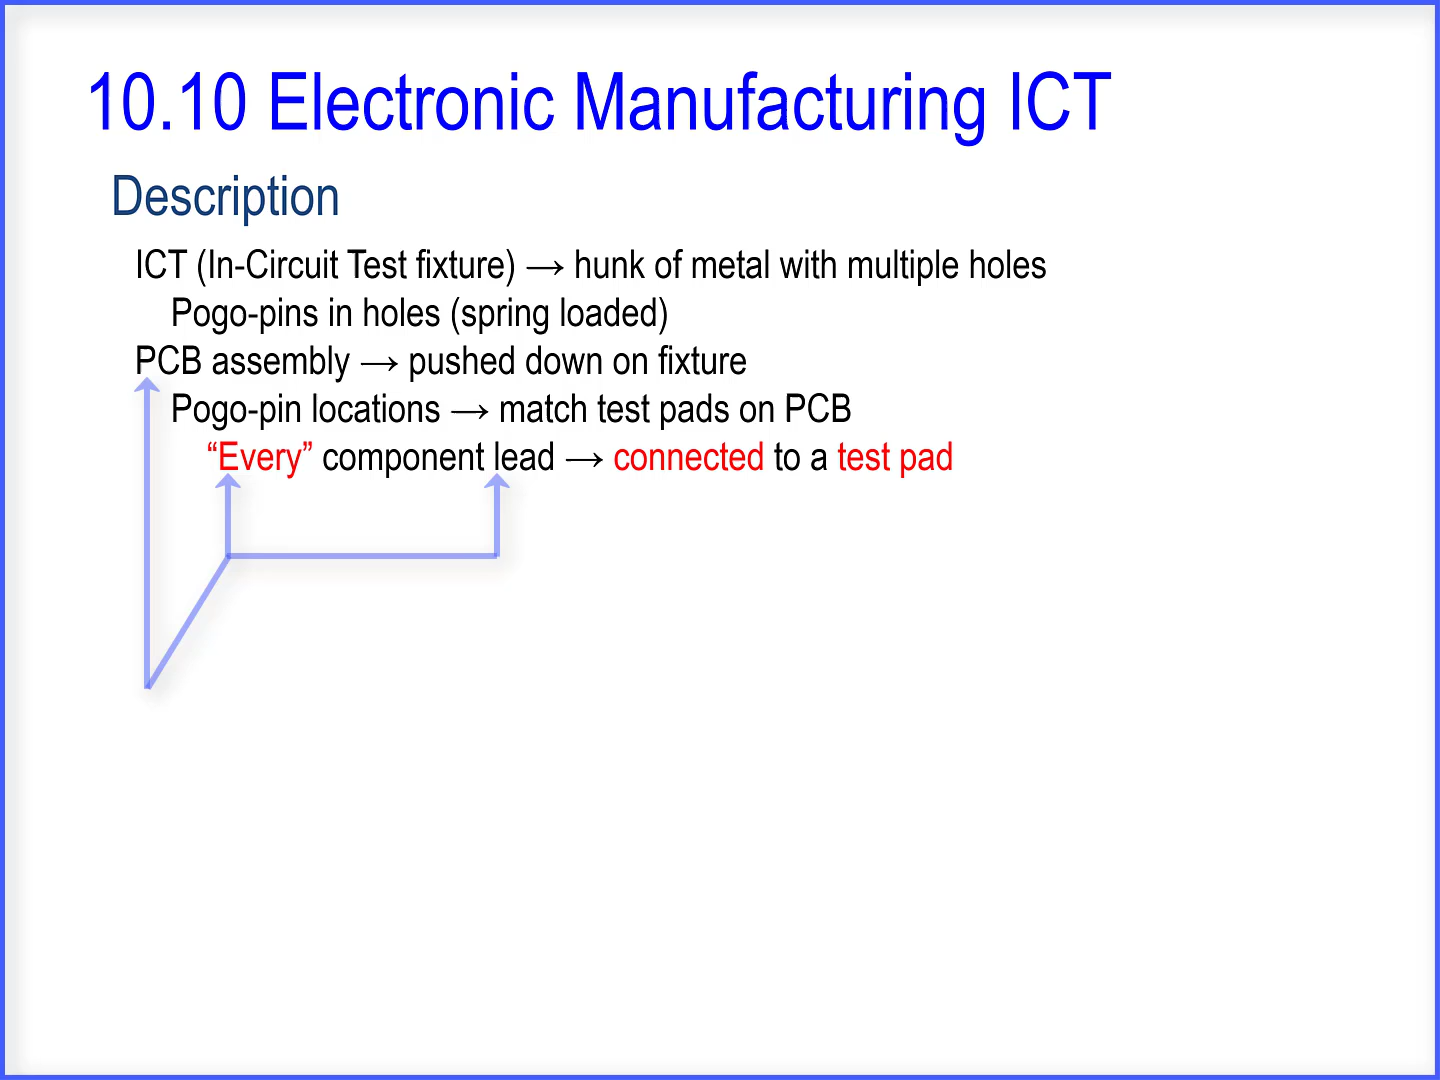 10.10 Electronic Manufacturing ICT
Description
ICT (In-Circuit Test fixture) → hunk of metal with multiple holes
Pogo-pins in holes (spring loaded)
PCB assembly → pushed down on fixture
Pogo-pin locations → match test pads on PCB
“Every” component lead → connected to a test pad